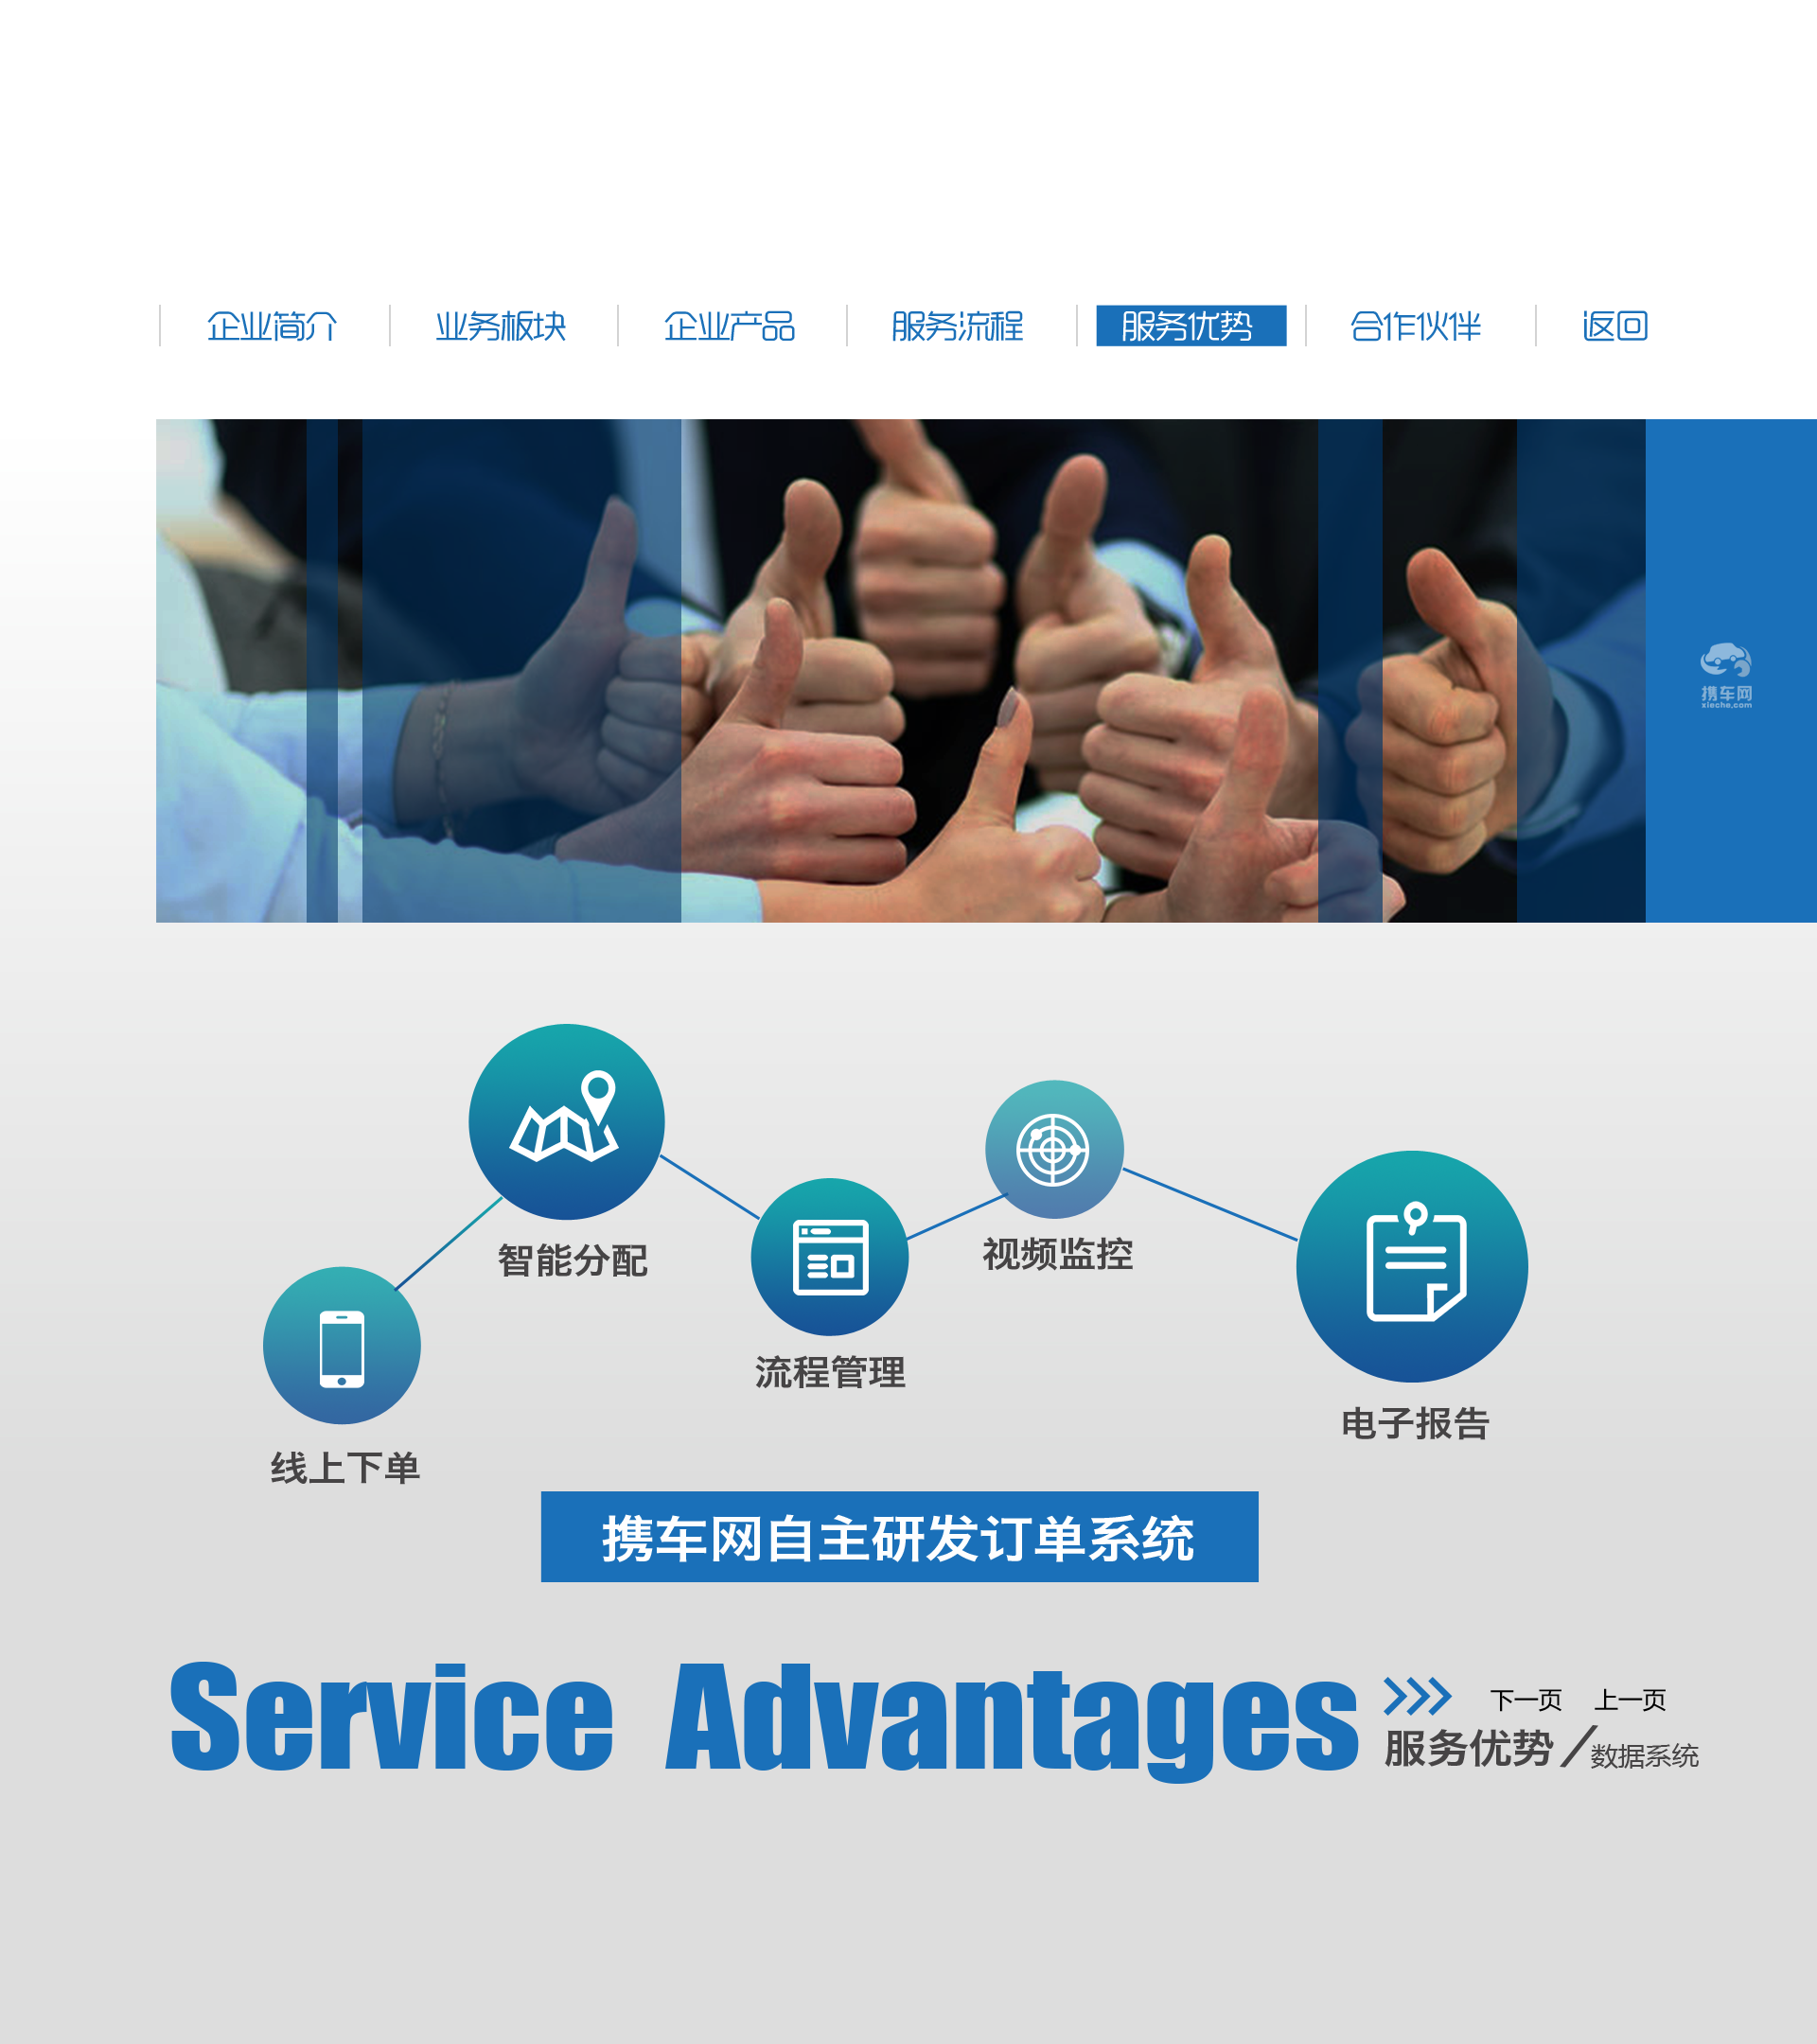 企业简介 业务板块 企业产品 服务流程 服务优势 合作伙伴 返回
携车网
xieche.com
智能分配
视频监控
流程管理
电子报告
线上下单
携车网自主研发订单系统
Service Advantages
下一页 上一页
服务优势/数据系统